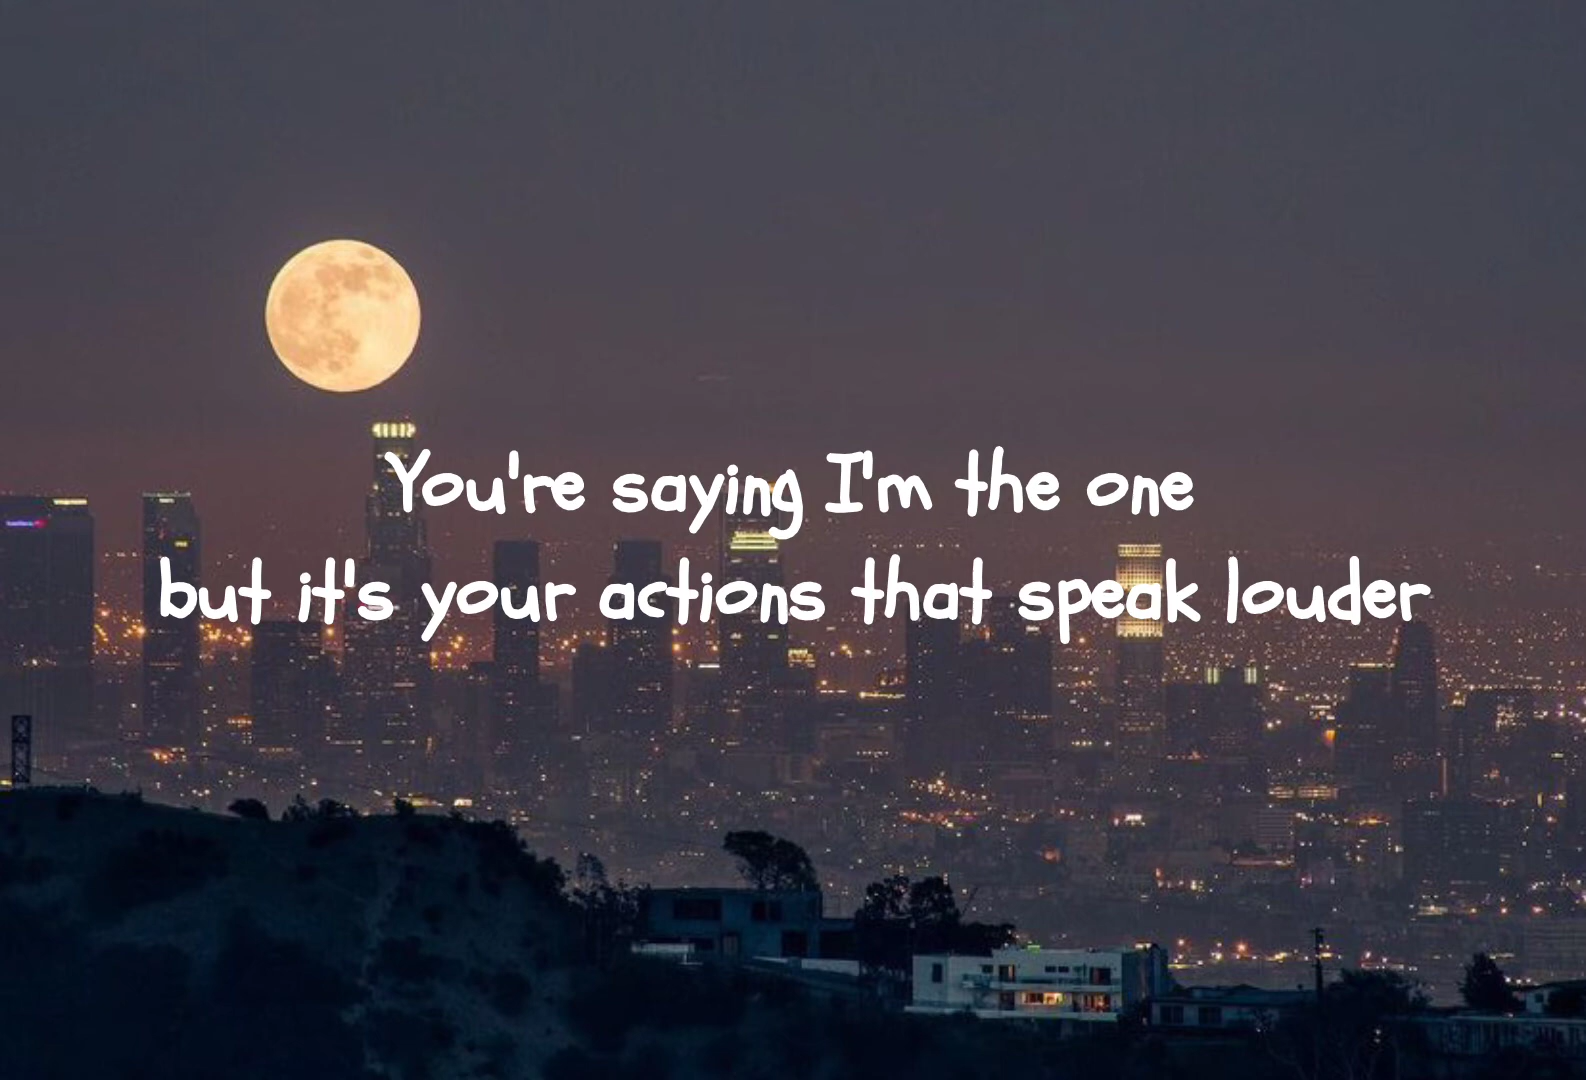 You're saying I'm the one
but it's your actions that speak louder